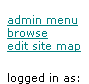 admin menu
browse
edit site map
logged in as: